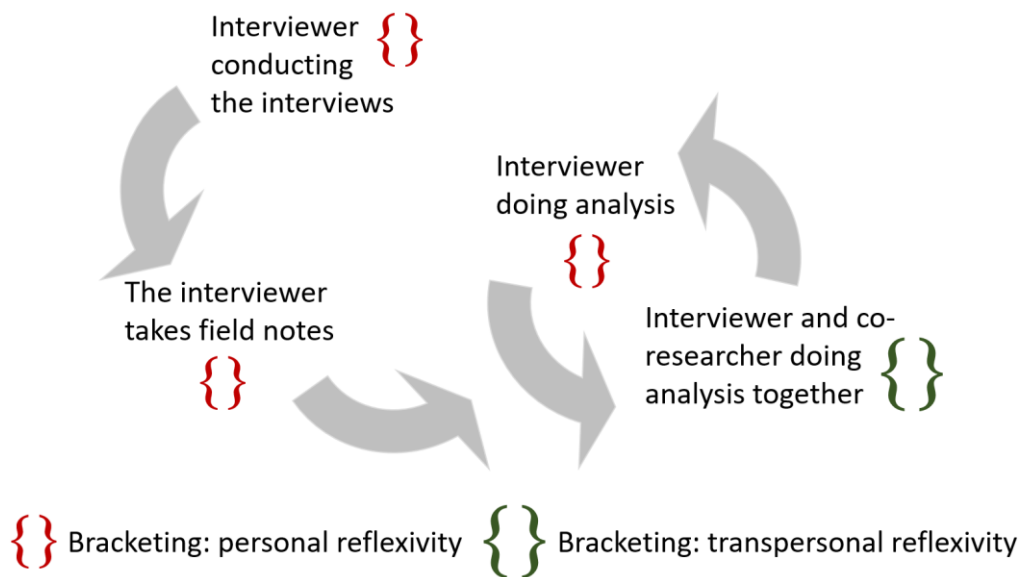 Interviewer { }
conducting
the interviews
Interviewer
doing analysis
{ }
The interviewer
takes field notes
{ }
Interviewer and co-
researcher doing { }
analysis together
{ } Bracketing: personal reflexivity { } Bracketing: transpersonal reflexivity